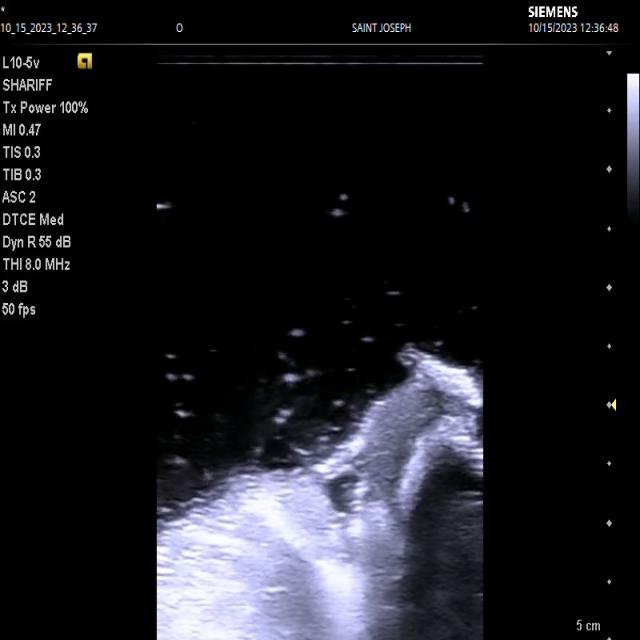 *
SIEMENS
10_15_2023_12_36_37 O SAINT JOSEPH 10/15/2023 12:36:48
L10-5v
SHARIFF
Tx Power 100%
MI 0.47
TIS 0.3
TIB 0.3
ASC 2
DTCE Med
Dyn R 55 dB
THI 8.0 MHz
3 dB
50 fps
5 cm